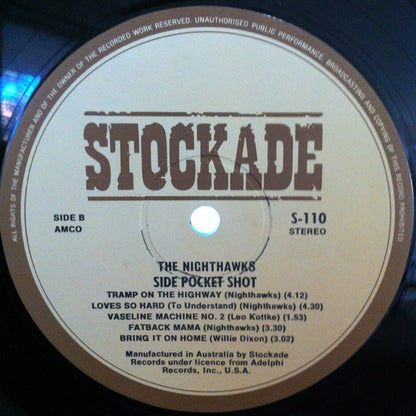 ALL RIGHTS OF THE MANUFACTURER AND OF THE OWNER OF THE RECORDED WORK RESERVED. UNAUTHORISED PUBLIC PERFORMANCE, BROADCASTING AND COPYING OF THIS RECORD PROHIBITED
STOCKADE
SIDE B
AMCO
S-110
STEREO
THE NIGHTHAWKS
SIDE POCKET SHOT
TRAMP ON THE HIGHWAY (Nighthawks) (4.12)
LOVES SO HARD (To Understand) (Nighthawks) (4.30)
VASELINE MACHINE NO. 2 (Leo Kottke) (1.53)
FATBACK MAMA (Nighthawks) (3.30)
BRING IT ON HOME (Willie Dixon) (3.02)
Manufactured in Australia by Stockade
Records under licence from Adelphi
Records, Inc., U.S.A.